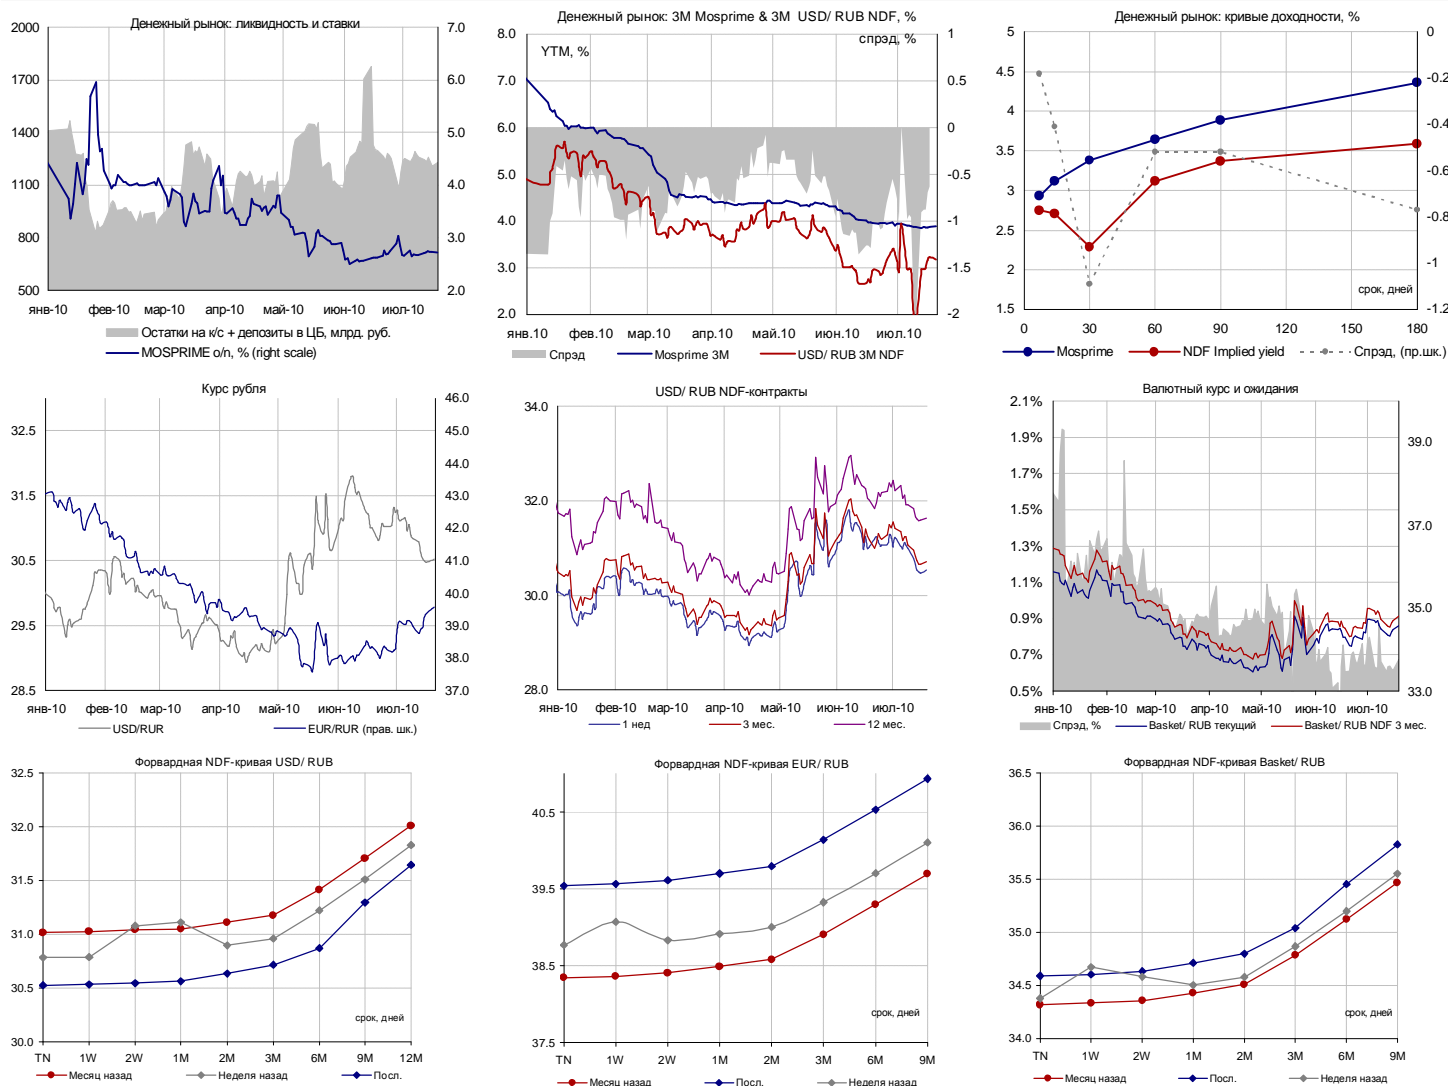 Денежный рынок: ликвидность и ставки
2000
1700
1400
1100
800
500
7.0
6.0
5.0
4.0
3.0
2.0
янв-10 фев-10 мар-10 апр-10 май-10 июн-10 июл-10
Остатки на к/с + депозиты в ЦБ, млрд. руб.
MOSPRIME o/n, % (right scale)
Денежный рынок: 3M Mosprime & 3M USD/ RUB NDF, %
YTM, %
спрэд, %
8.0
7.0
6.0
5.0
4.0
3.0
2.0
1
0.5
0
-0.5
-1
-1.5
-2
янв.10 фев.10 мар.10 апр.10 май.10 июн.10 июл.10
Спрэд Mosprime 3M USD/ RUB 3M NDF
Денежный рынок: кривые доходности, %
5
4.5
4
3.5
3
2.5
2
1.5
0
-0.2
-0.4
-0.6
-0.8
-1
-1.2
срок, дней
0 30 60 90 120 150 180
Mosprime NDF Implied yield Спрэд, (пр.шк.)
Курс рубля
32.5
31.5
30.5
29.5
28.5
46.0
45.0
44.0
43.0
42.0
41.0
40.0
39.0
38.0
37.0
янв-10 фев-10 мар-10 апр-10 май-10 июн-10 июл-10
USD/RUR EUR/RUR (прав. шк.)
USD/ RUB NDF-контракты
34.0
32.0
30.0
28.0
янв-10 фев-10 мар-10 апр-10 май-10 июн-10 июл-10
1 нед 3 мес. 12 мес.
Валютный курс и ожидания
2.1%
1.9%
1.7%
1.5%
1.3%
1.1%
0.9%
0.7%
0.5%
39.0
37.0
35.0
33.0
янв-10 фев-10 мар-10 апр-10 май-10 июн-10 июл-10
Спрэд, % Basket/ RUB текущий Basket/ RUB NDF 3 мес.
Форвардная NDF-кривая USD/ RUB
32.5
32.0
31.5
31.0
30.5
30.0
срок, дней
TN 1W 2W 1M 2M 3M 6M 9M 12M
Месяц назад Неделя назад Посл.
Форвардная NDF-кривая EUR/ RUB
40.5
39.5
38.5
37.5
срок, дней
TN 1W 2W 1M 2M 3M 6M 9M
Месяц назад Посл. Неделя назад
Форвардная NDF-кривая Basket/ RUB
36.5
36.0
35.5
35.0
34.5
34.0
срок, дней
TN 1W 2W 1M 2M 3M 6M 9M
Месяц назад Посл. Неделя назад